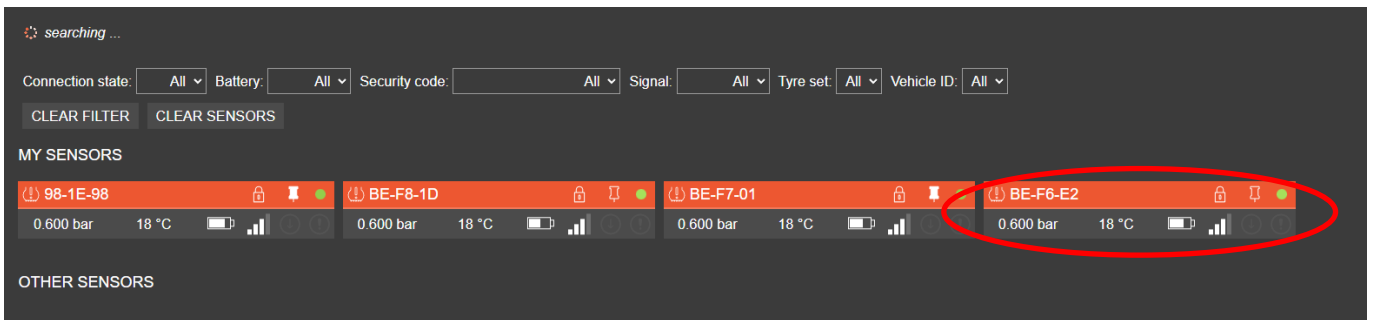 searching ...
Connection state: All Battery: All Security code: All Signal: All Tyre set: All Vehicle ID: All
CLEAR FILTER CLEAR SENSORS
MY SENSORS
98-1E-98 BE-F8-1D BE-F7-01 BE-F6-E2
0.600 bar 18 °C 0.600 bar 18 °C 0.600 bar 18 °C 0.600 bar 18 °C
OTHER SENSORS